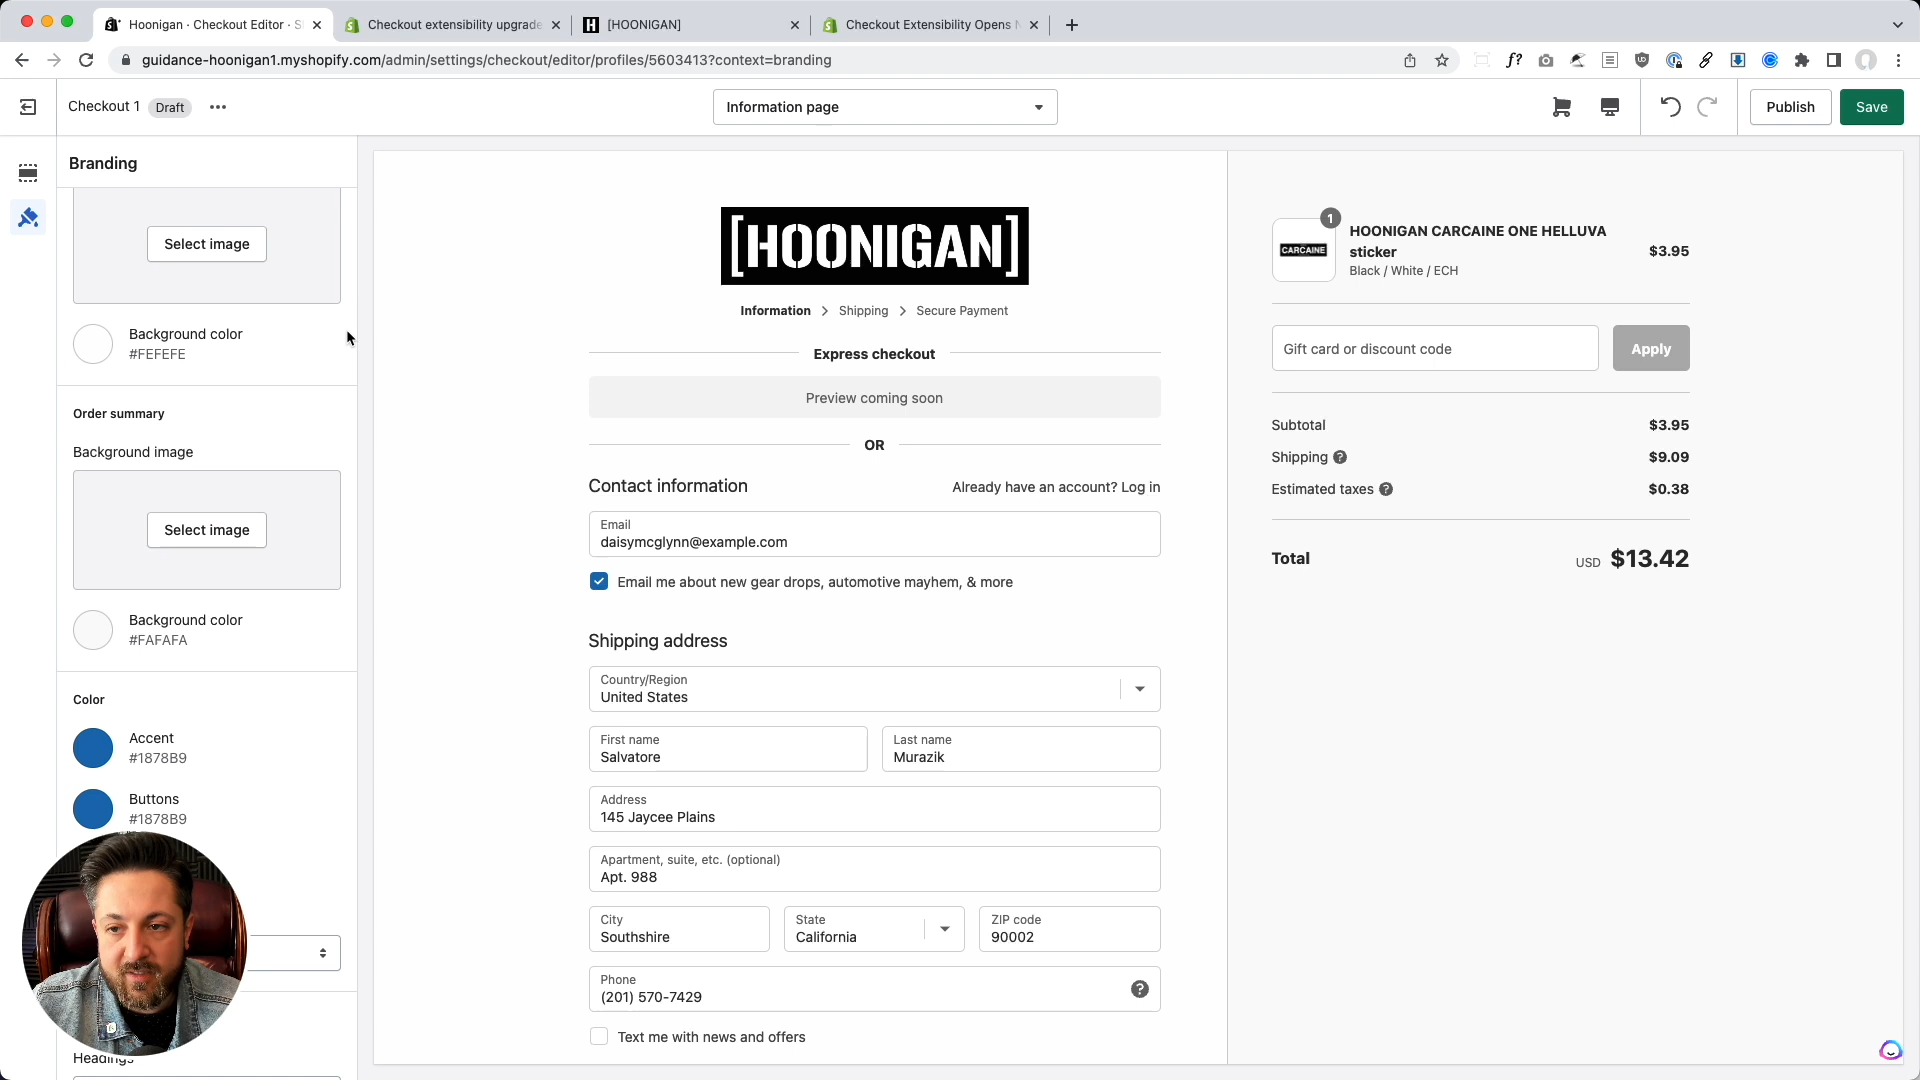 Hoonigan · Checkout Editor · S
Checkout extensibility upgrade
[HOONIGAN]
Checkout Extensibility Opens N
guidance-hoonigan1.myshopify.com/admin/settings/checkout/editor/profiles/5603413?context=branding
Checkout 1
Draft
Information page
Publish
Save
Branding
Select image
Background color
#FEFEFE
Order summary
Background image
Select image
Background color
#FAFAFA
Color
Accent
#1878B9
Buttons
#1878B9
Headings
[HOONIGAN]
Information > Shipping > Secure Payment
Express checkout
Preview coming soon
OR
Contact information
Already have an account? Log in
Email
daisymcglynn@example.com
Email me about new gear drops, automotive mayhem, & more
Shipping address
Country/Region
United States
First name
Salvatore
Last name
Murazik
Address
145 Jaycee Plains
Apartment, suite, etc. (optional)
Apt. 988
City
Southshire
State
California
ZIP code
90002
Phone
(201) 570-7429
Text me with news and offers
CARCAINE
1
HOONIGAN CARCAINE ONE HELLUVA
sticker
Black / White / ECH
$3.95
Gift card or discount code
Apply
Subtotal
$3.95
Shipping
$9.09
Estimated taxes
$0.38
Total
USD $13.42